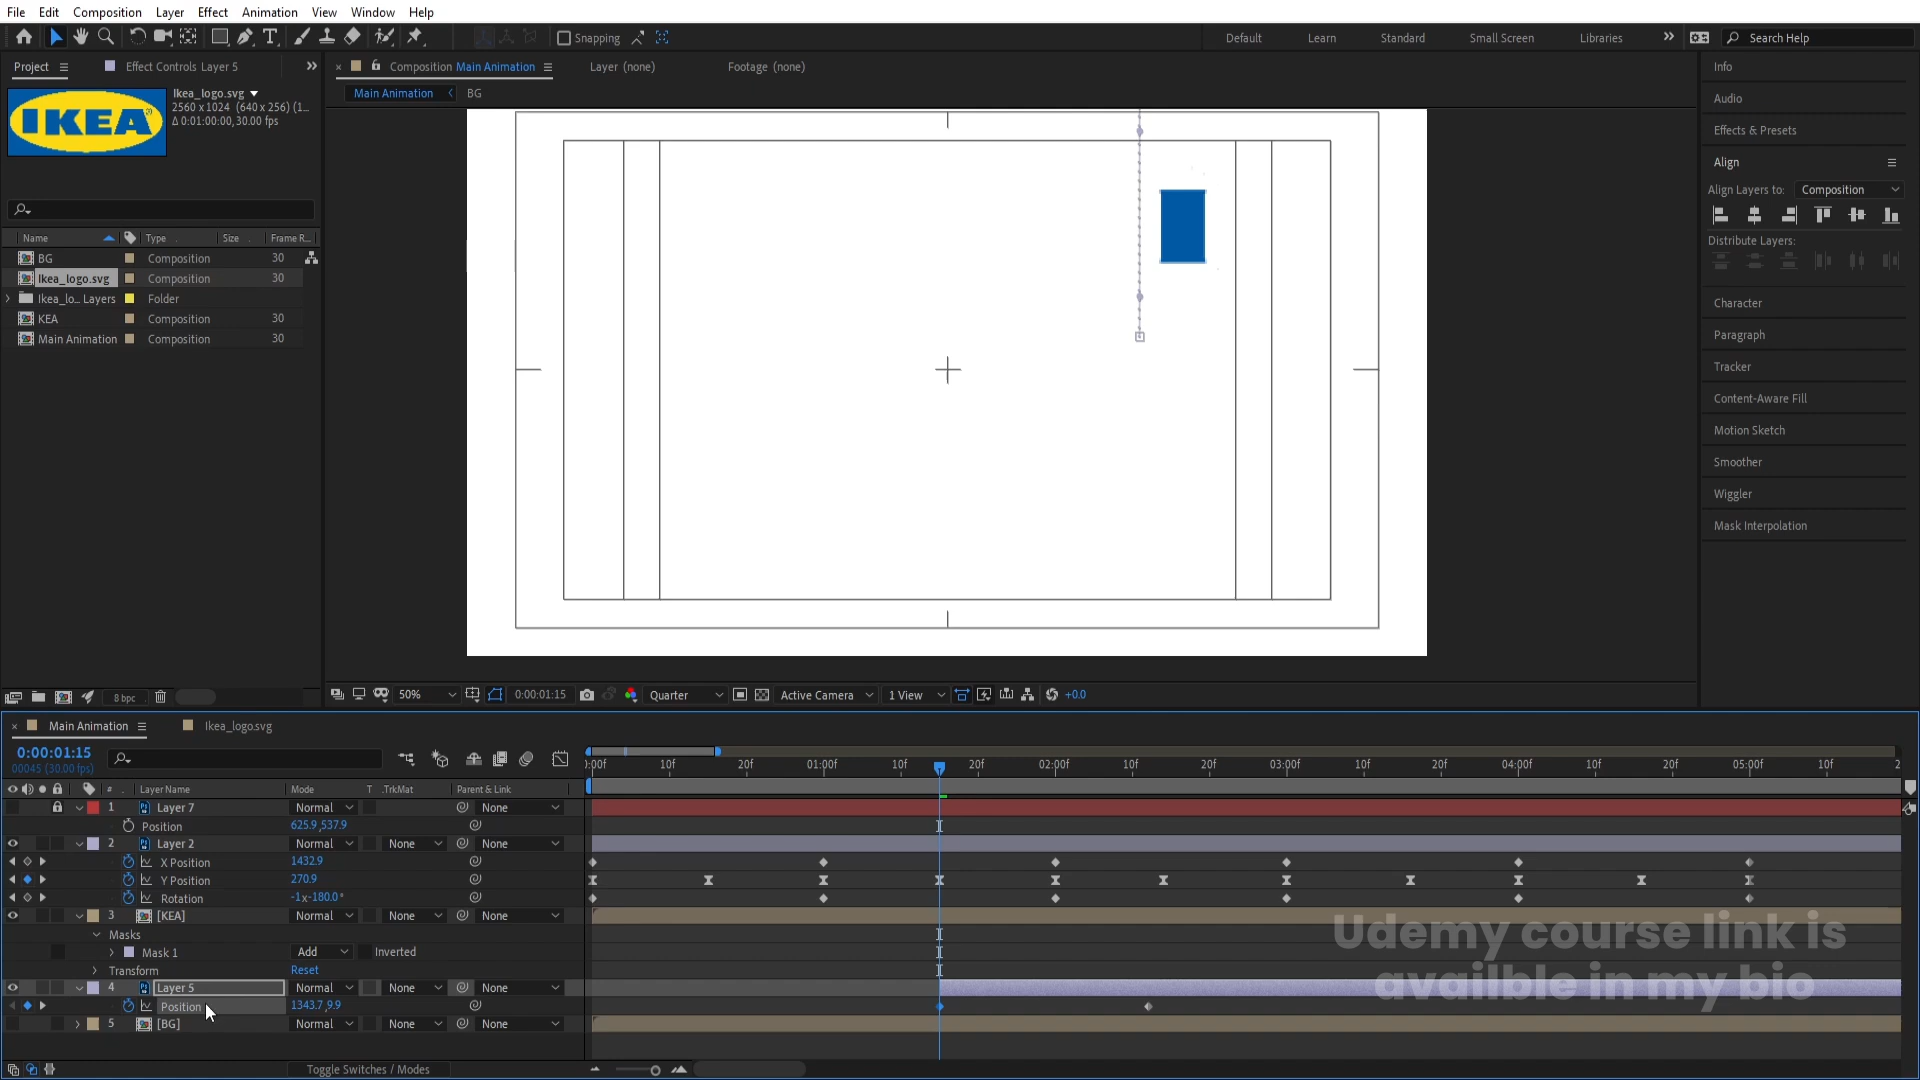 File Edit Composition Layer Effect Animation View Window Help
Snapping
Default Learn Standard Small Screen Libraries Search Help
Project Effect Controls Layer 5
Composition Main Animation Layer (none) Footage (none)
Main Animation BG
IKEA
Ikea_logo.svg
2560 x 1024 (640 x 256) (1...
Δ 0:01:00:00, 30.00 fps
Name Type Size Frame R...
BG Composition 30
Ikea_logo.svg Composition 30
Ikea_lo... Layers Folder
KEA Composition 30
Main Animation Composition 30
8 bpc
50% 0:00:01:15 Quarter Active Camera 1 View +0.0
Info
Audio
Effects & Presets
Align
Align Layers to: Composition
Distribute Layers:
Character
Paragraph
Tracker
Content-Aware Fill
Motion Sketch
Smoother
Wiggler
Mask Interpolation
Main Animation Ikea_logo.svg
0:00:01:15
00045 (30.00 fps)
):00f 10f 20f 01:00f 10f 20f 02:00f 10f 20f 03:00f 10f 20f 04:00f 10f 20f 05:00f 10f 2
# Layer Name Mode T .TrkMat Parent & Link
1 Layer 7 Normal None
Position 625.9,537.9
2 Layer 2 Normal None None
X Position 1432.9
Y Position 270.9
Rotation -1x-180.0°
3 [KEA] Normal None None
Masks
Mask 1 Add Inverted
Transform Reset
4 Layer 5 Normal None None
Position 1343.7,9.9
5 [BG] Normal None None
Toggle Switches / Modes
Udemy course link is
availble in my bio